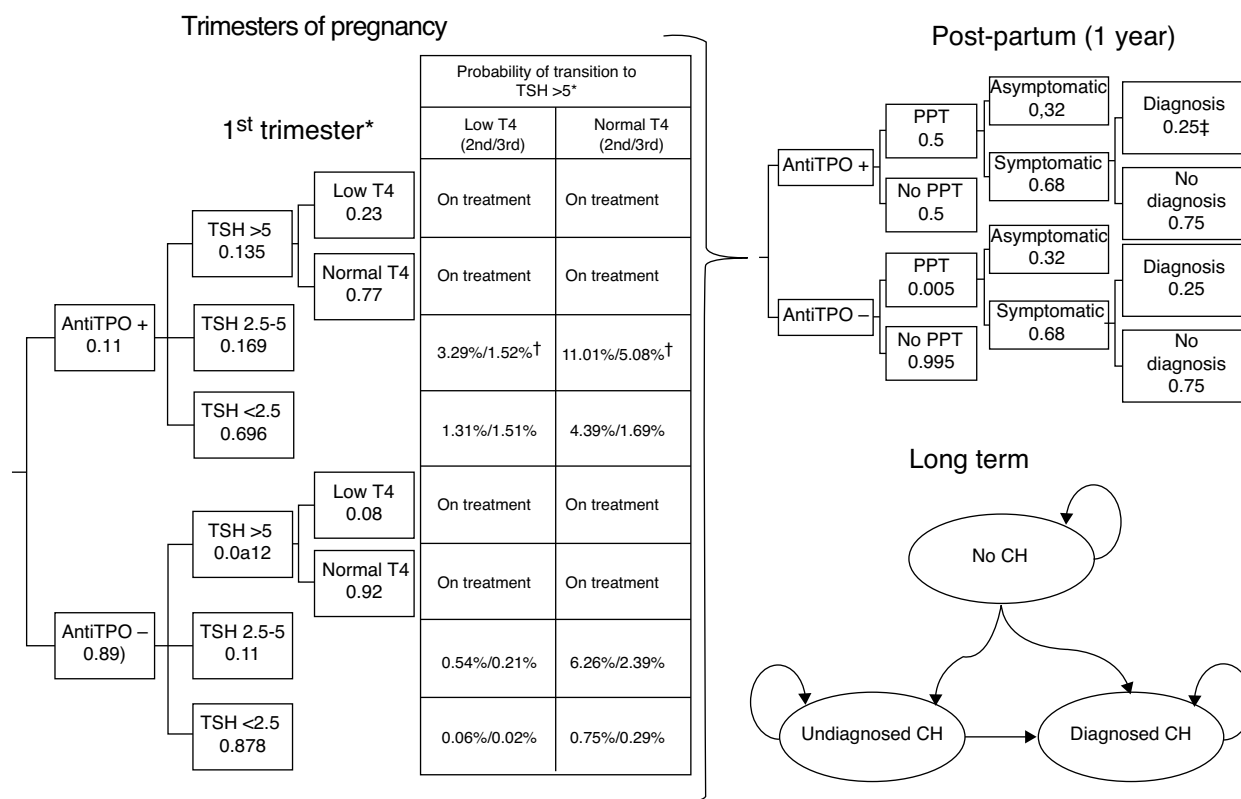 Trimesters of pregnancy
1st trimester*
Probability of transition to
TSH >5*
Low T4
(2nd/3rd)
Normal T4
(2nd/3rd)
AntiTPO +
0.11
TSH >5
0.135
Low T4
0.23
On treatment
On treatment
Normal T4
0.77
On treatment
On treatment
TSH 2.5-5
0.169
3.29%/1.52%†
11.01%/5.08%†
TSH <2.5
0.696
1.31%/1.51%
4.39%/1.69%
AntiTPO –
0.89)
TSH >5
0.0a12
Low T4
0.08
On treatment
On treatment
Normal T4
0.92
On treatment
On treatment
TSH 2.5-5
0.11
0.54%/0.21%
6.26%/2.39%
TSH <2.5
0.878
0.06%/0.02%
0.75%/0.29%
Post-partum (1 year)
AntiTPO +
PPT
0.5
Asymptomatic
0,32
Symptomatic
0.68
Diagnosis
0.25‡
No
diagnosis
0.75
No PPT
0.5
AntiTPO –
PPT
0.005
Asymptomatic
0.32
Symptomatic
0.68
Diagnosis
0.25
No
diagnosis
0.75
No PPT
0.995
Long term
No CH
Undiagnosed CH
Diagnosed CH